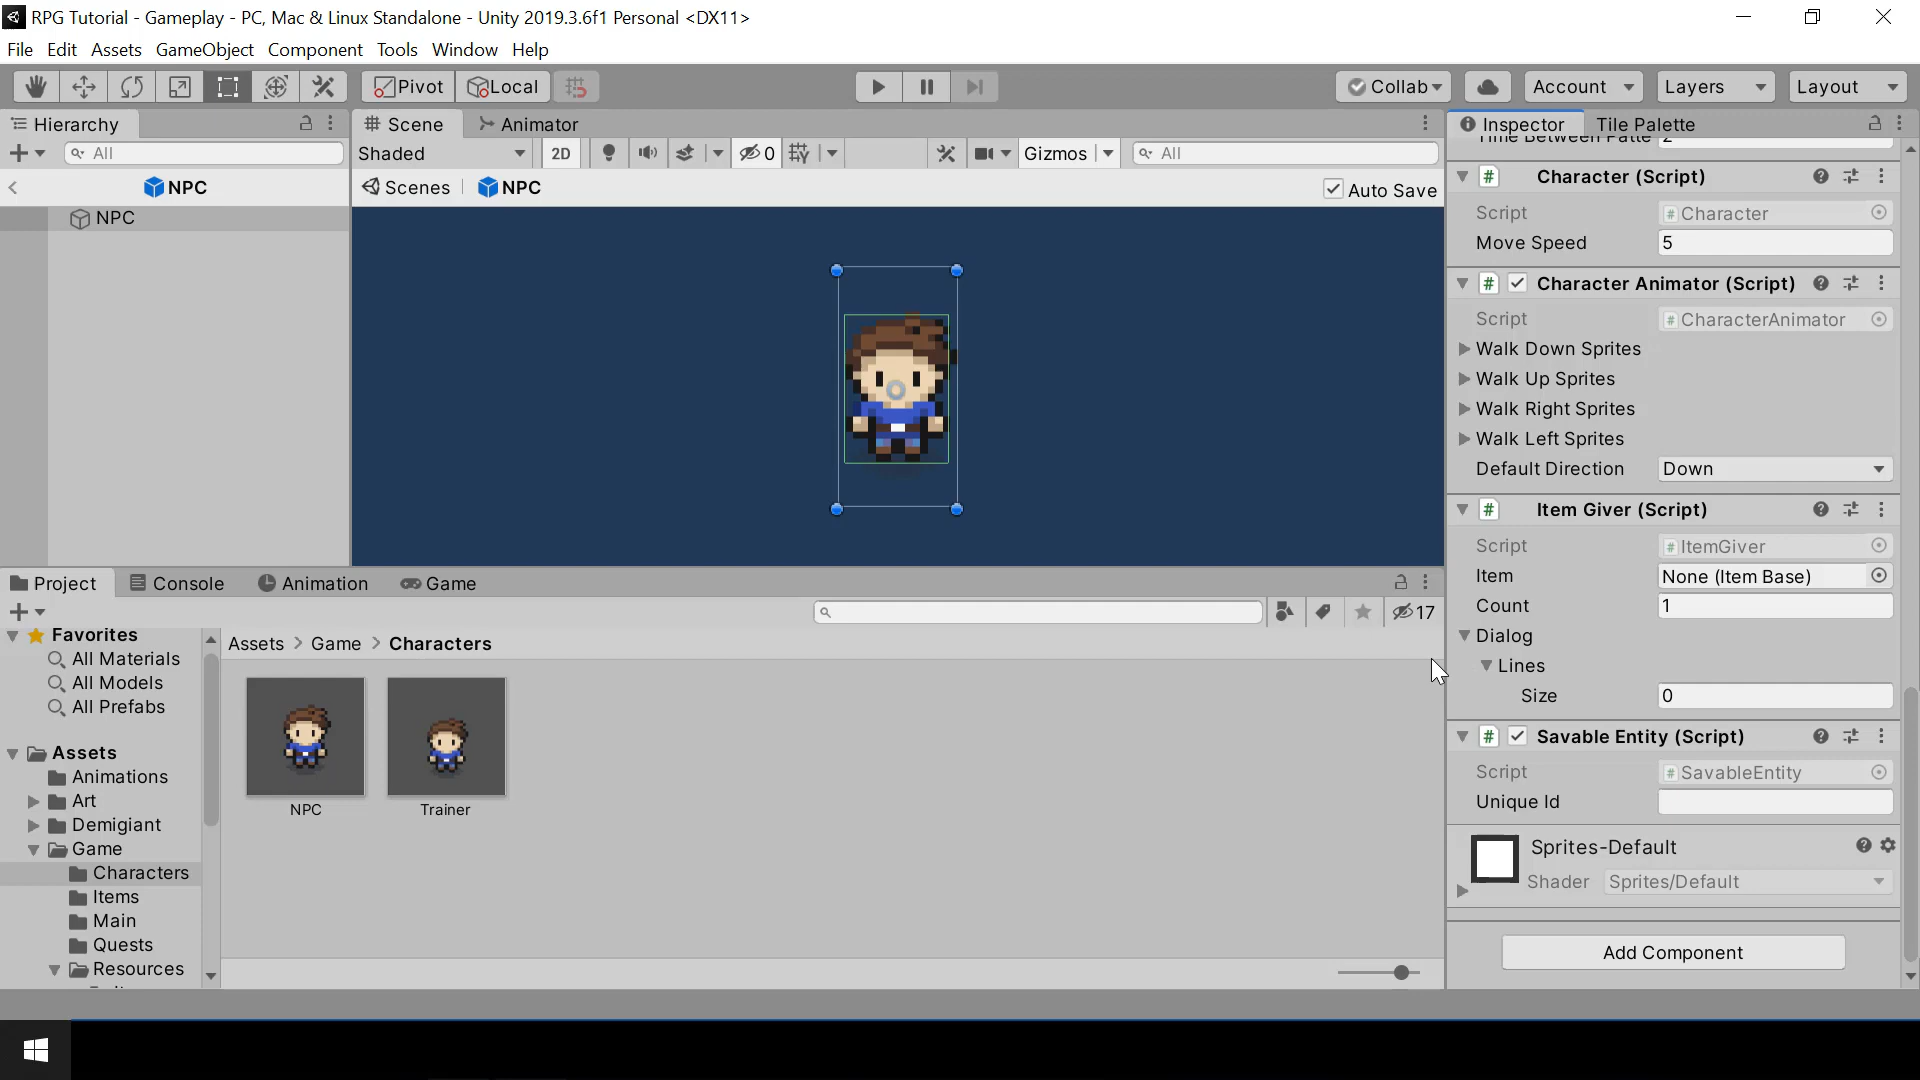 RPG Tutorial - Gameplay - PC, Mac & Linux Standalone - Unity 2019.3.6f1 Personal <DX11>
File Edit Assets GameObject Component Tools Window Help
Pivot Local Collab Account Layers Layout
Hierarchy
All
NPC
NPC
Scene Animator
Shaded 2D 0 Gizmos All
Scenes NPC Auto Save
Inspector Tile Palette
Time Between Patte 2
# Character (Script)
Script # Character
Move Speed 5
# Character Animator (Script)
Script # CharacterAnimator
Walk Down Sprites
Walk Up Sprites
Walk Right Sprites
Walk Left Sprites
Default Direction Down
# Item Giver (Script)
Script # ItemGiver
Item None (Item Base)
Count 1
Dialog
Lines
Size 0
# Savable Entity (Script)
Script # SavableEntity
Unique Id
Sprites-Default
Shader Sprites/Default
Add Component
Project Console Animation Game
17
Favorites
All Materials
All Models
All Prefabs
Assets
Animations
Art
Demigiant
Game
Characters
Items
Main
Quests
Resources
Assets > Game > Characters
NPC Trainer